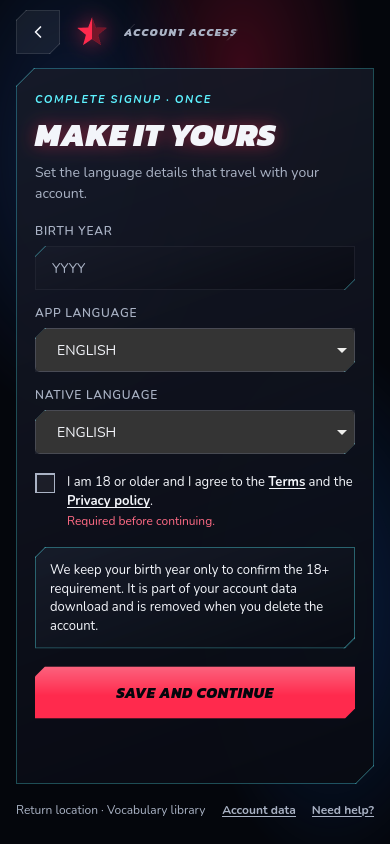 ACCOUNT ACCESS
COMPLETE SIGNUP · ONCE
MAKE IT YOURS
Set the language details that travel with your
account.
BIRTH YEAR
YYYY
APP LANGUAGE
ENGLISH
NATIVE LANGUAGE
ENGLISH
I am 18 or older and I agree to the Terms and the
Privacy policy.
Required before continuing.
We keep your birth year only to confirm the 18+
requirement. It is part of your account data
download and is removed when you delete the
account.
SAVE AND CONTINUE
Return location · Vocabulary library Account data Need help?